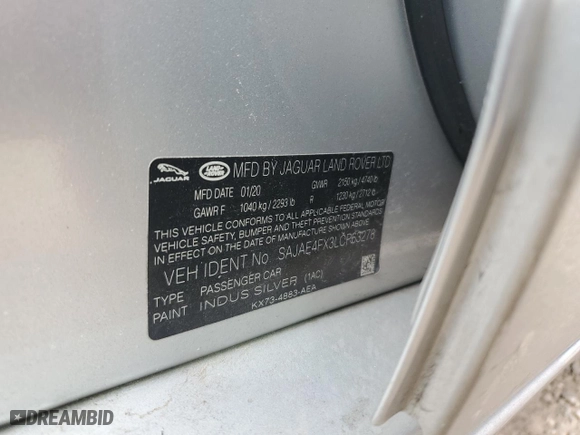 JAGUAR
LAND ROVER
MFD BY JAGUAR LAND ROVER LTD
MFD DATE 01/20 GVWR 2150 kg / 4740 lb
GAWR F 1040 kg / 2293 lb R 1230 kg / 2712 lb
THIS VEHICLE CONFORMS TO ALL APPLICABLE FEDERAL MOTOR
VEHICLE SAFETY, BUMPER AND THEFT PREVENTION STANDARDS
IN EFFECT ON THE DATE OF MANUFACTURE SHOWN ABOVE.
VEH IDENT No. SAJAE4FX3LCP63278
TYPE PASSENGER CAR
PAINT INDUS SILVER (1AC)
KX73-4863-AEA
DREAMBID